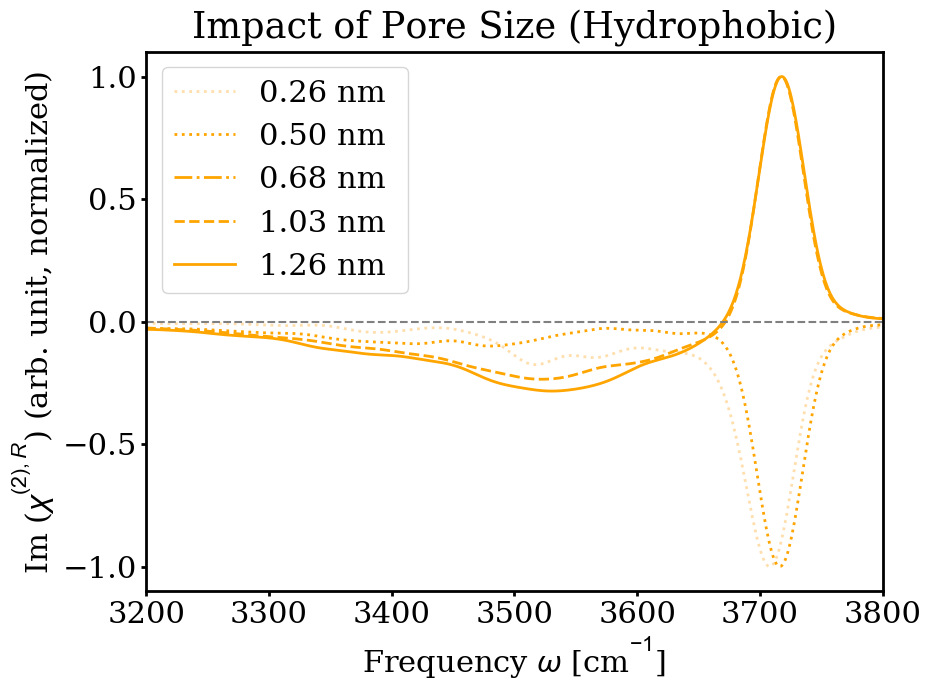 Impact of Pore Size (Hydrophobic)
Im (χ^(2), R) (arb. unit, normalized)
1.0
0.5
0.0
−0.5
−1.0
0.26 nm
0.50 nm
0.68 nm
1.03 nm
1.26 nm
3200 3300 3400 3500 3600 3700 3800
Frequency ω [cm^−1]